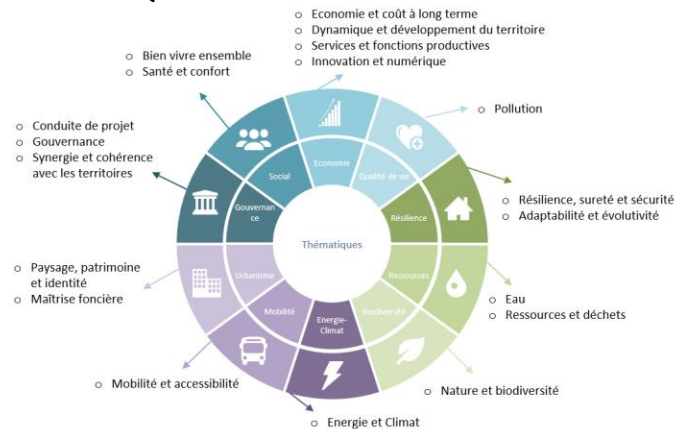 Economie et coût à long terme
Dynamique et développement du territoire
Services et fonctions productives
Innovation et numérique
Bien vivre ensemble
Santé et confort
Pollution
Conduite de projet
Gouvernance
Synergie et cohérence
avec les territoires
Résilience, sureté et sécurité
Adaptabilité et évolutivité
Paysage, patrimoine
et identité
Maîtrise foncière
Eau
Ressources et déchets
Mobilité et accessibilité
Nature et biodiversité
Energie et Climat
Thématiques
Economie
Qualité de vie
Résilience
Ressources
Biodiversité
Energie-
Climat
Mobilité
Urbanisme
Gouvernan
ce
Social